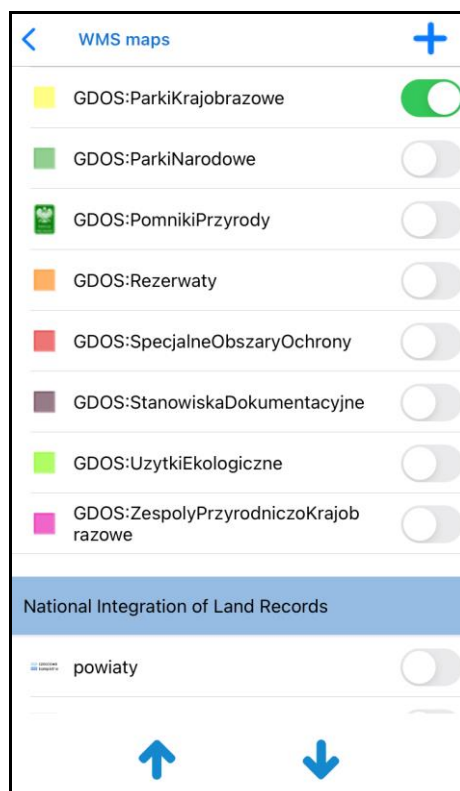 WMS maps
GDOS:ParkiKrajobrazowe
GDOS:ParkiNarodowe
GDOS:PomnikiPrzyrody
GDOS:Rezerwaty
GDOS:SpecjalneObszaryOchrony
GDOS:StanowiskaDokumentacyjne
GDOS:UzytkiEkologiczne
GDOS:ZespolyPrzyrodniczoKrajob
razowe
National Integration of Land Records
powiaty